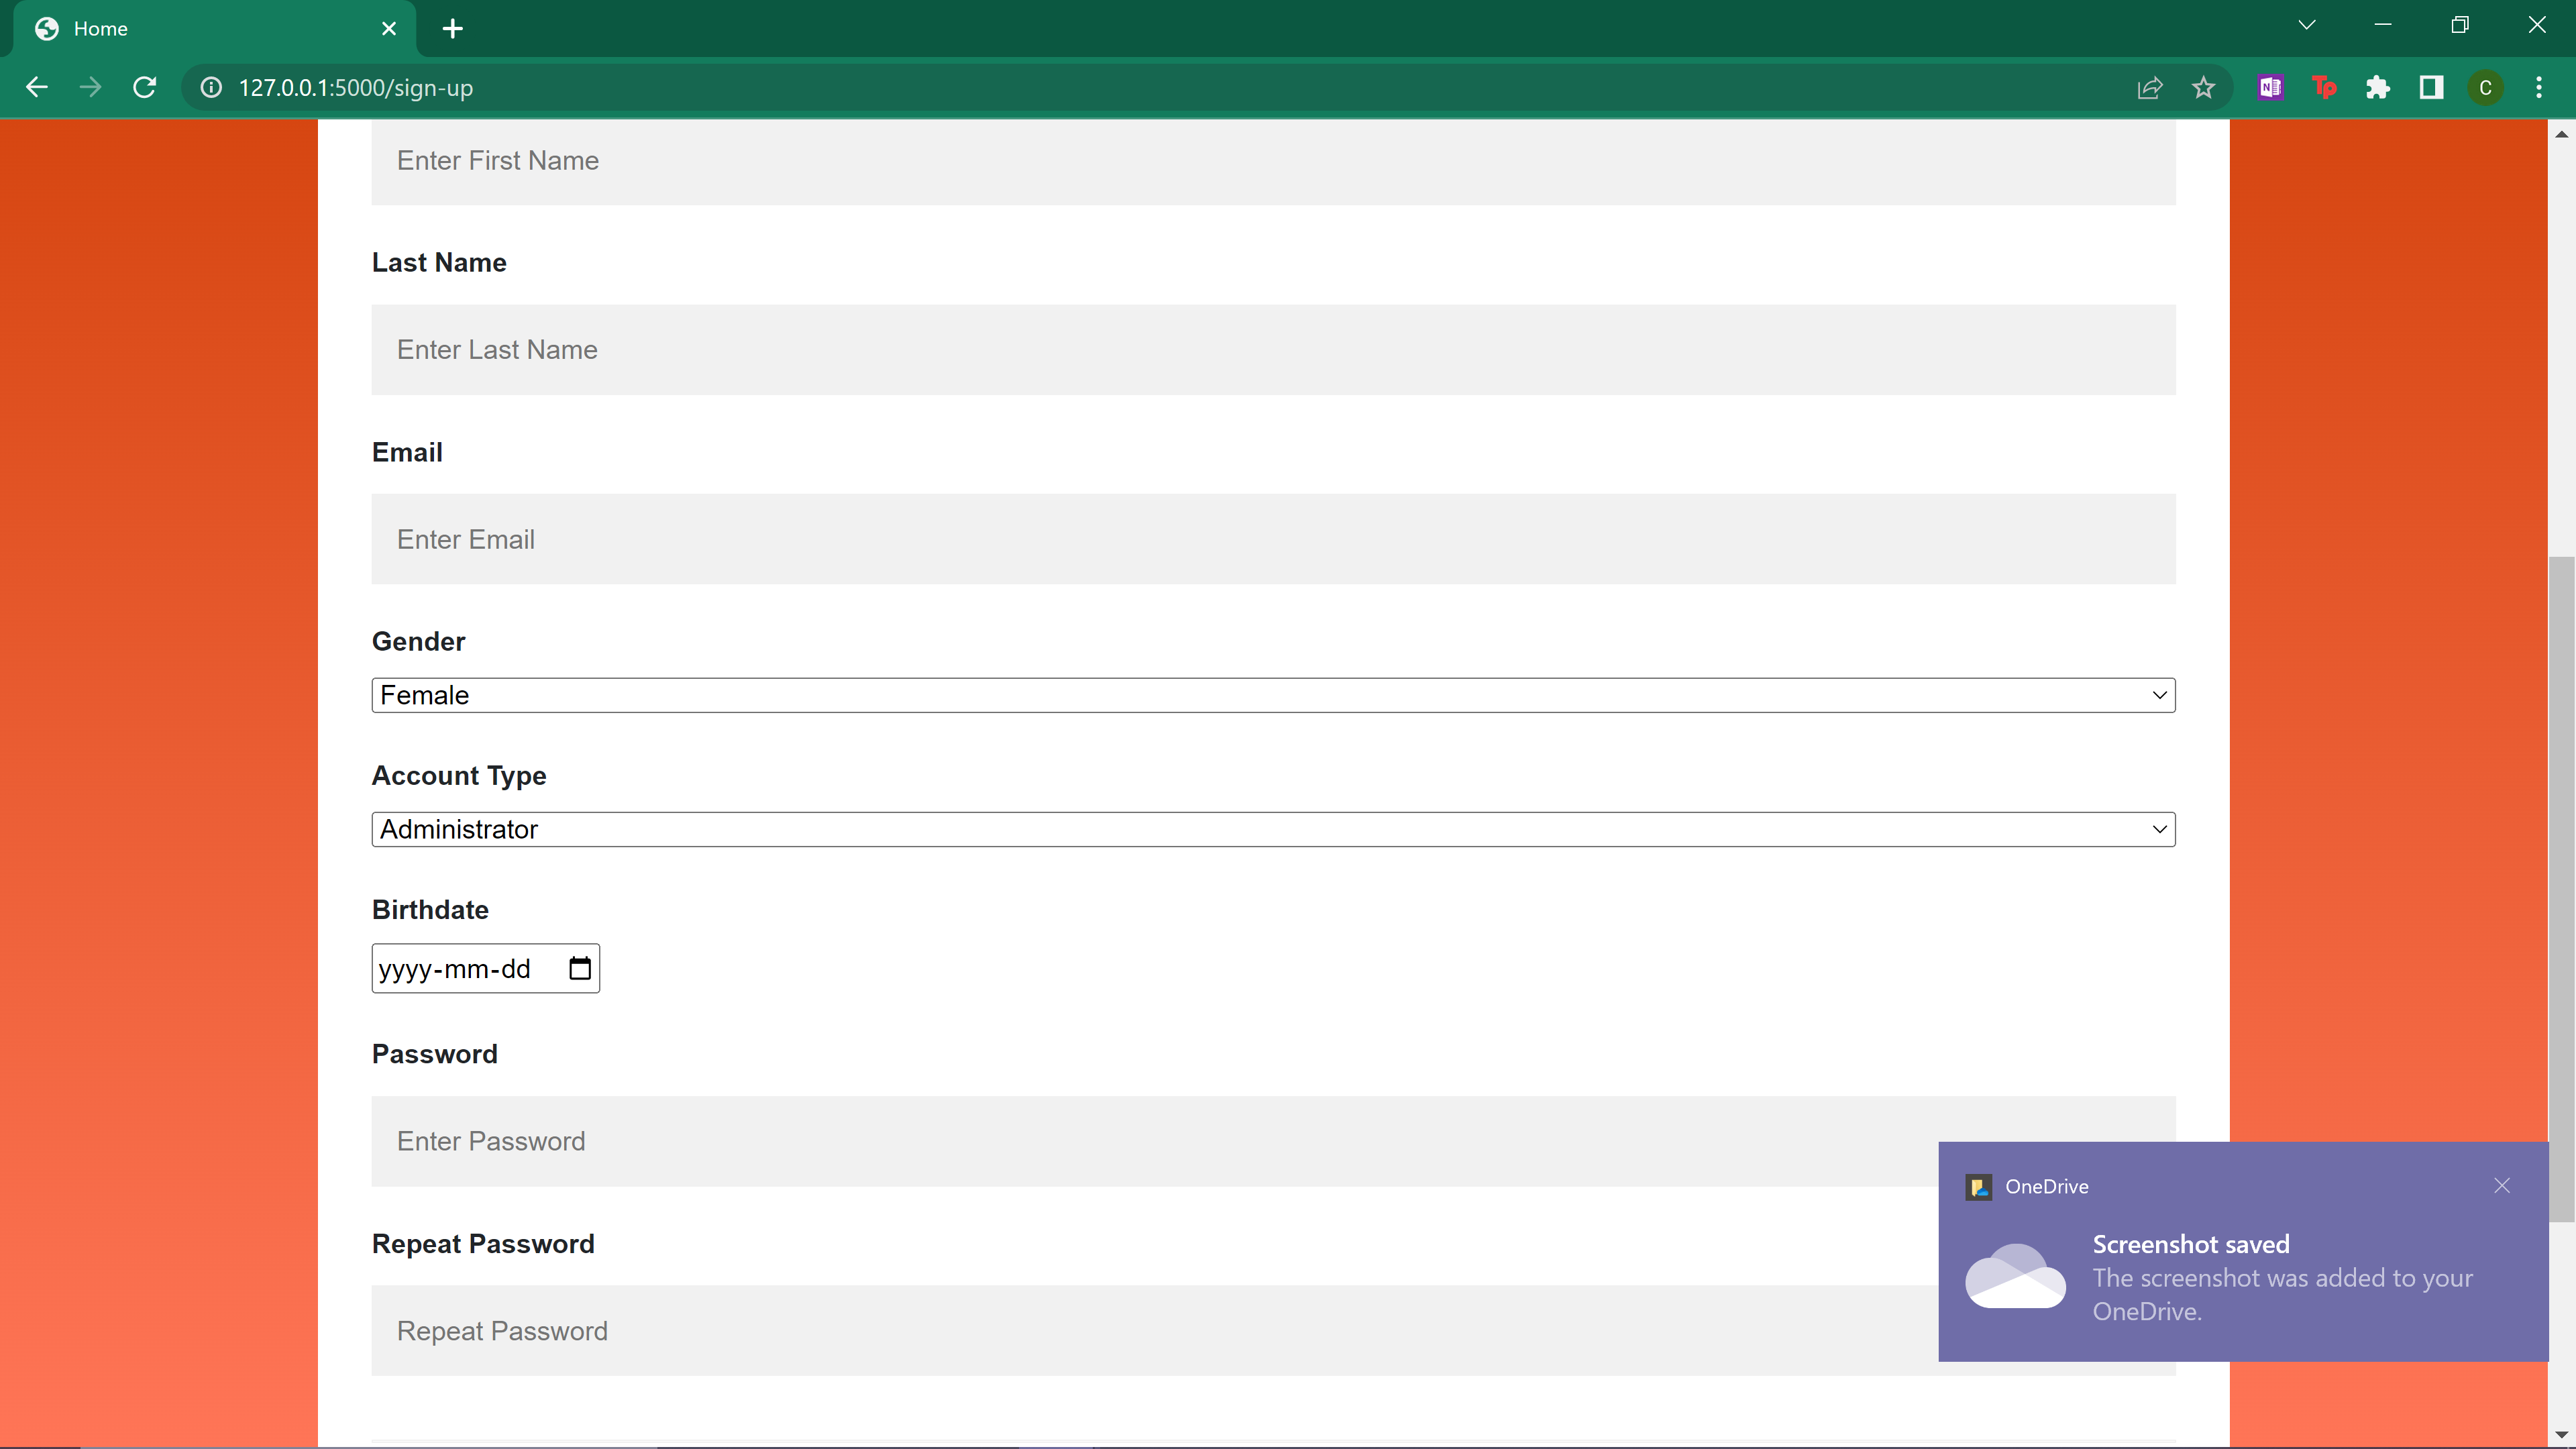 Home
127.0.0.1:5000/sign-up
N
Tp
C
Enter First Name
Last Name
Enter Last Name
Email
Enter Email
Gender
Female
Account Type
Administrator
Birthdate
yyyy-mm-dd
Password
Enter Password
Repeat Password
Repeat Password
OneDrive
Screenshot saved
The screenshot was added to your
OneDrive.